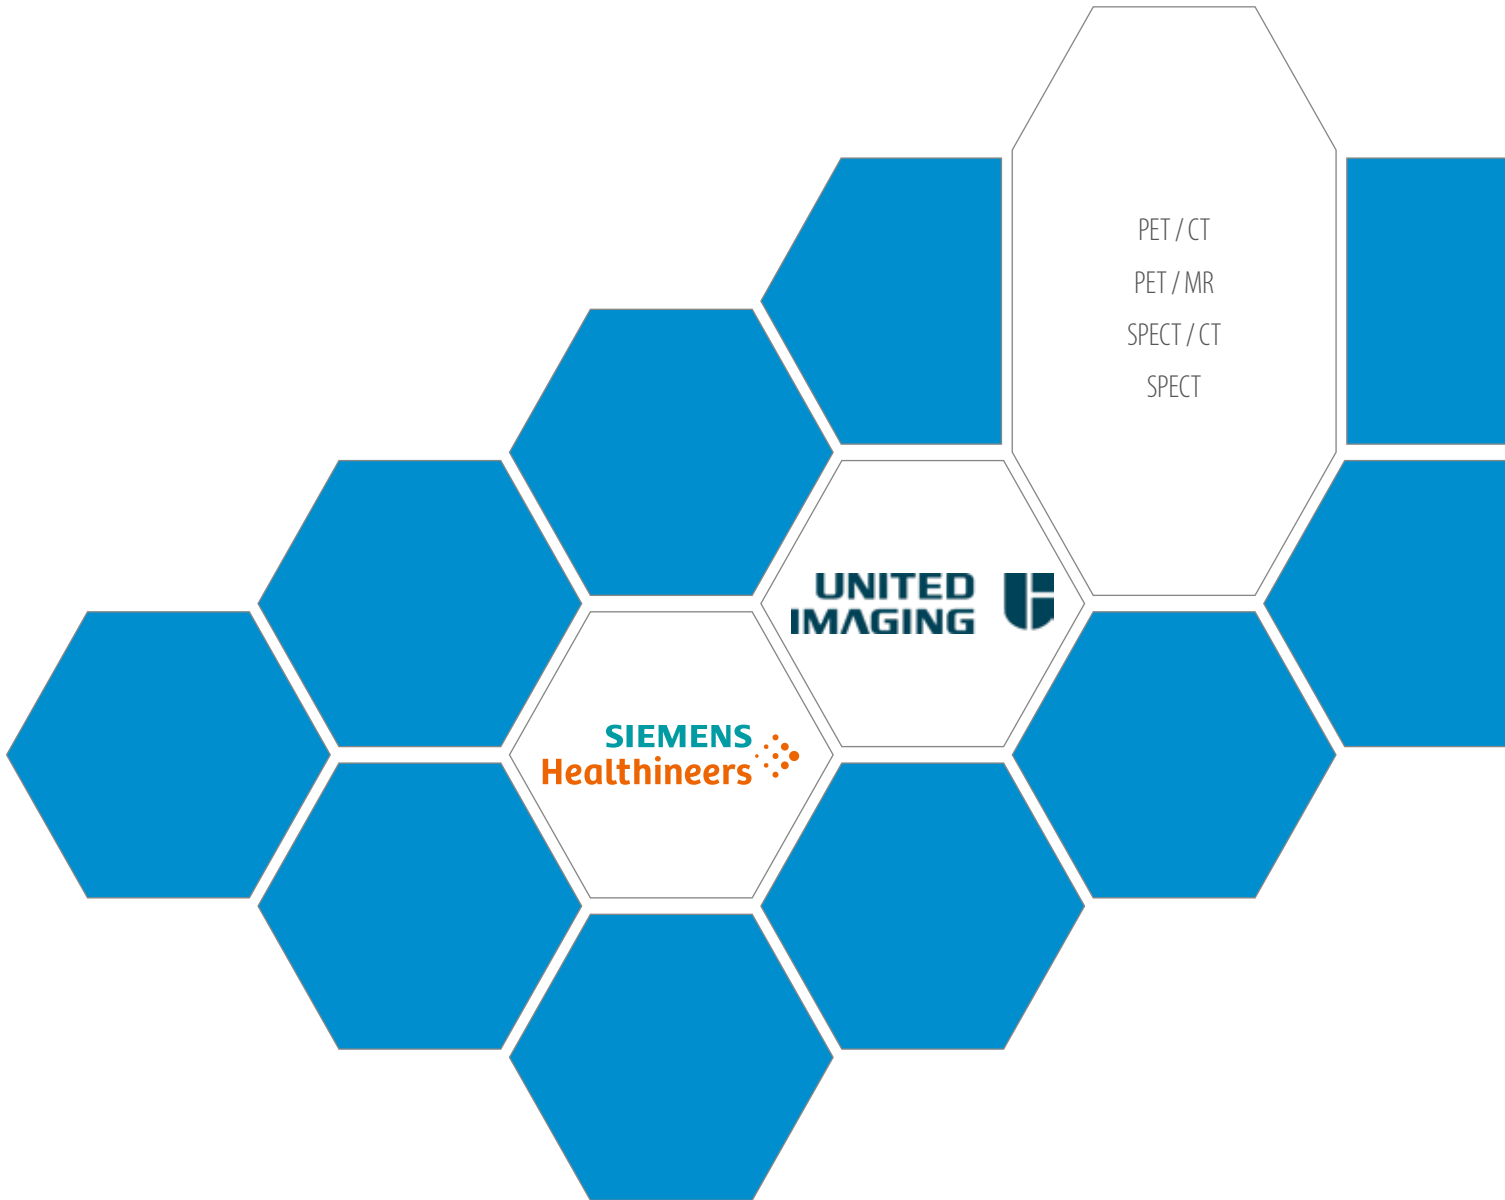 PET / CT
PET / MR
SPECT / CT
SPECT
UNITED
IMAGING
SIEMENS
Healthineers